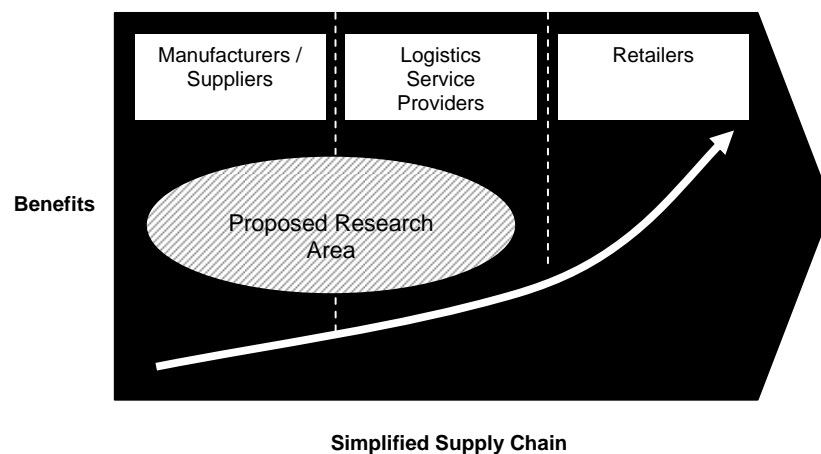 Manufacturers /
Suppliers
Logistics
Service
Providers
Retailers
Benefits
Proposed Research
Area
Simplified Supply Chain